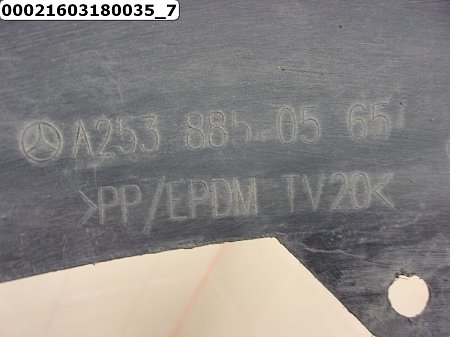 00021603180035_7
A253 885 05 65
>PP/EPDM TV20<